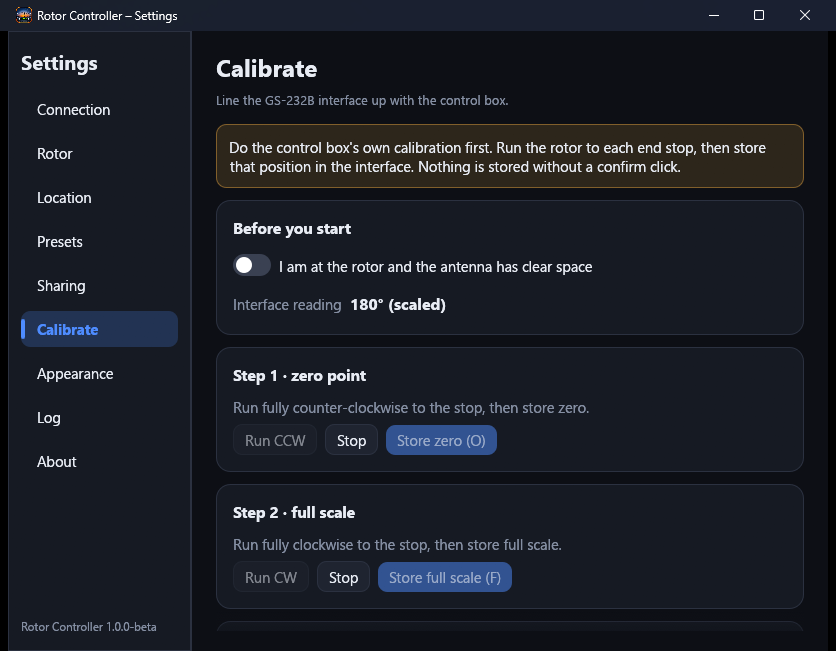 Rotor Controller – Settings
Settings
Connection
Rotor
Location
Presets
Sharing
Calibrate
Appearance
Log
About
Rotor Controller 1.0.0-beta
Calibrate
Line the GS-232B interface up with the control box.
Do the control box's own calibration first. Run the rotor to each end stop, then store
that position in the interface. Nothing is stored without a confirm click.
Before you start
I am at the rotor and the antenna has clear space
Interface reading 180° (scaled)
Step 1 · zero point
Run fully counter-clockwise to the stop, then store zero.
Run CCW Stop Store zero (O)
Step 2 · full scale
Run fully clockwise to the stop, then store full scale.
Run CW Stop Store full scale (F)